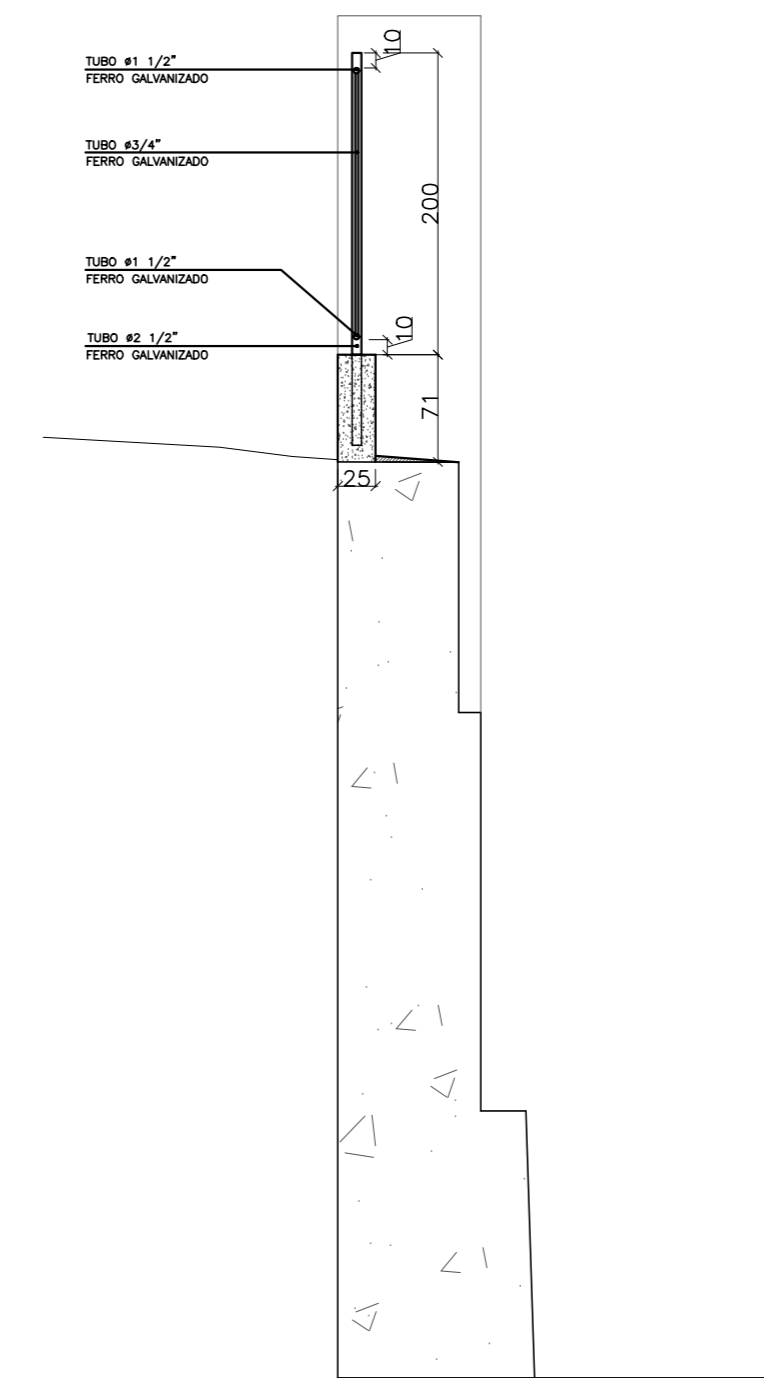 10
TUBO ø1 1/2"
FERRO GALVANIZADO
TUBO ø3/4"
FERRO GALVANIZADO
200
TUBO ø1 1/2"
FERRO GALVANIZADO
10
TUBO ø2 1/2"
FERRO GALVANIZADO
71
25